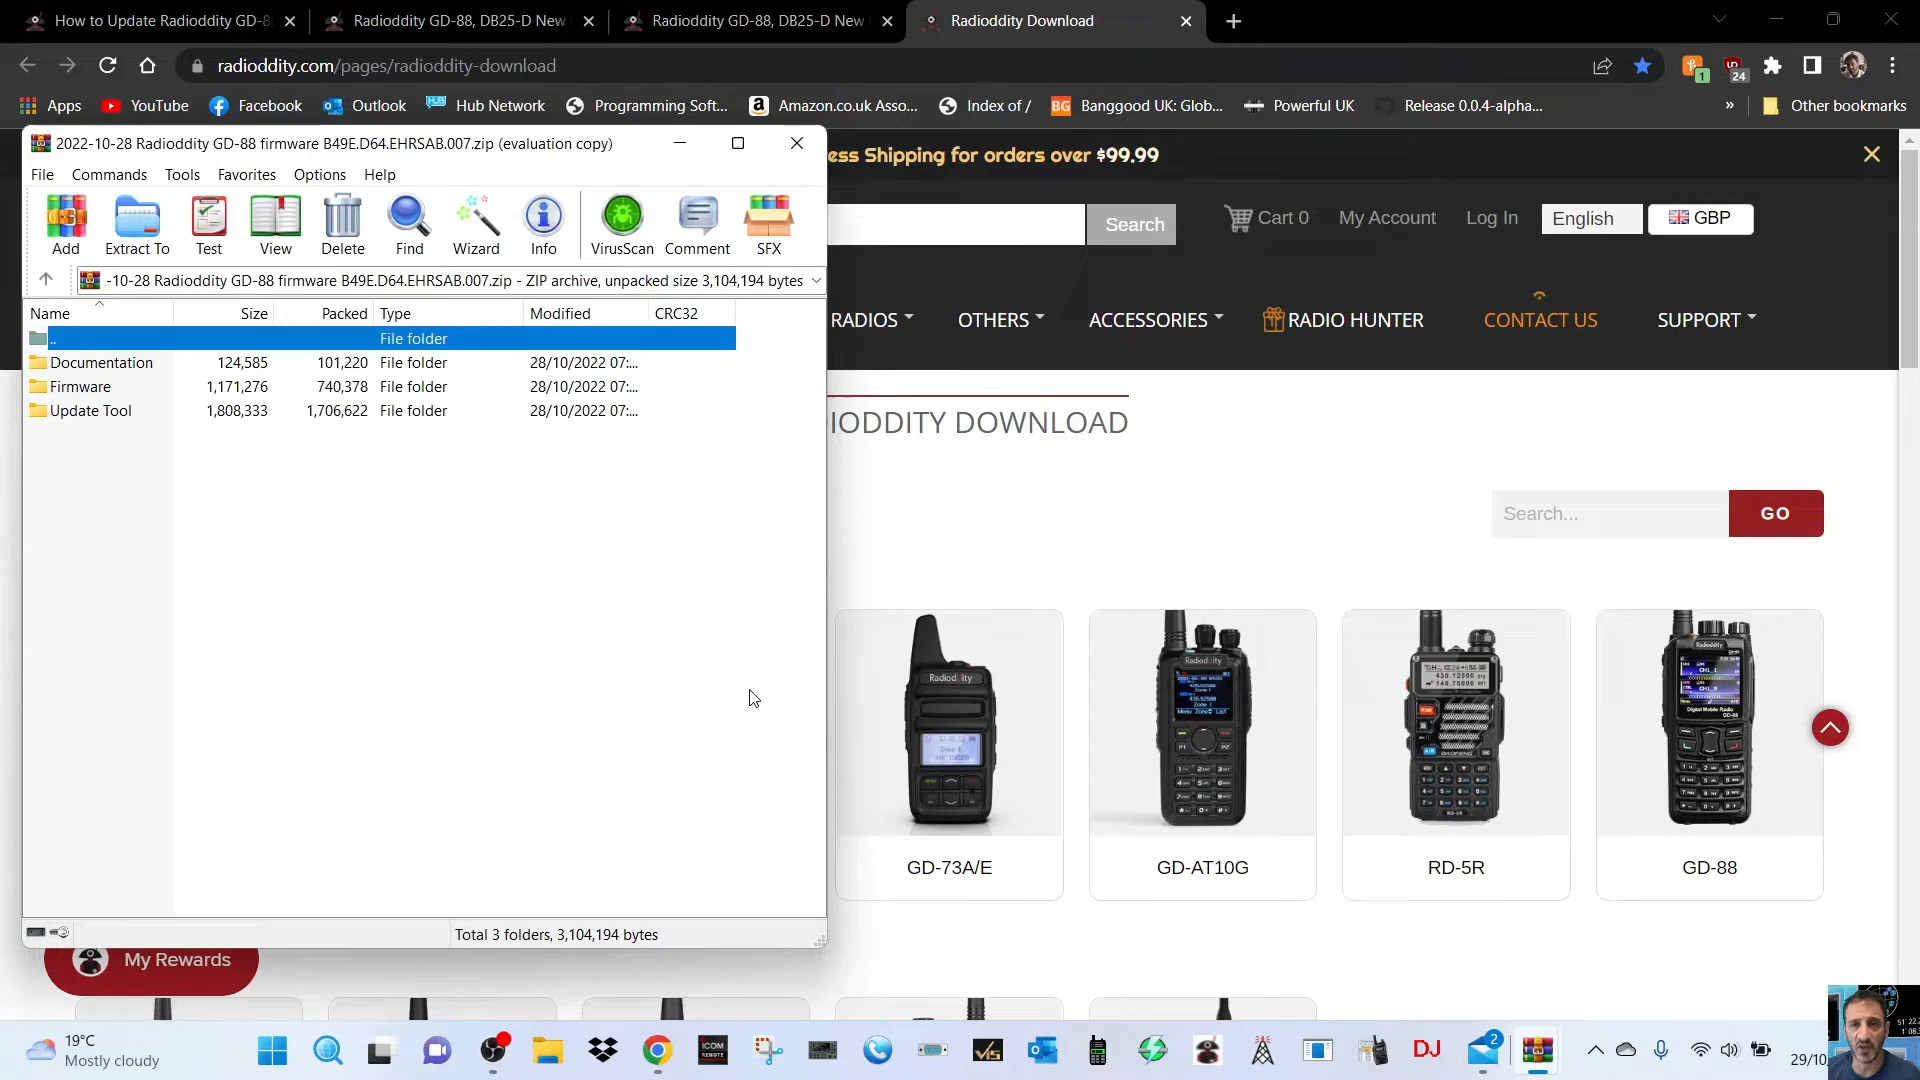 How to Update Radioddity GD-8
Radioddity GD-88, DB25-D New
Radioddity GD-88, DB25-D New
Radioddity Download
radioddity.com/pages/radioddity-download
1
24
Apps
YouTube
Facebook
Outlook
Hub Network
Programming Soft...
Amazon.co.uk Asso...
Index of /
BG Banggood UK: Glob...
Powerful UK
Release 0.0.4-alpha...
»
Other bookmarks
2022-10-28 Radioddity GD-88 firmware B49E.D64.EHRSAB.007.zip (evaluation copy)
ess Shipping for orders over $99.99
File Commands Tools Favorites Options Help
Add
Extract To
Test
View
Delete
Find
Wizard
Info
VirusScan
Comment
SFX
Search
Cart 0
My Account
Log In
English
GBP
-10-28 Radioddity GD-88 firmware B49E.D64.EHRSAB.007.zip - ZIP archive, unpacked size 3,104,194 bytes
Name Size Packed Type Modified CRC32
.. File folder
Documentation 124,585 101,220 File folder 28/10/2022 07:...
Firmware 1,171,276 740,378 File folder 28/10/2022 07:...
Update Tool 1,808,333 1,706,622 File folder 28/10/2022 07:...
RADIOS
OTHERS
ACCESSORIES
RADIO HUNTER
CONTACT US
SUPPORT
IODDITY DOWNLOAD
Search...
GO
GD-73A/E
GD-AT10G
RD-5R
GD-88
Total 3 folders, 3,104,194 bytes
My Rewards
19°C
Mostly cloudy
ICOM
REMOTE
DJ
2
29/10